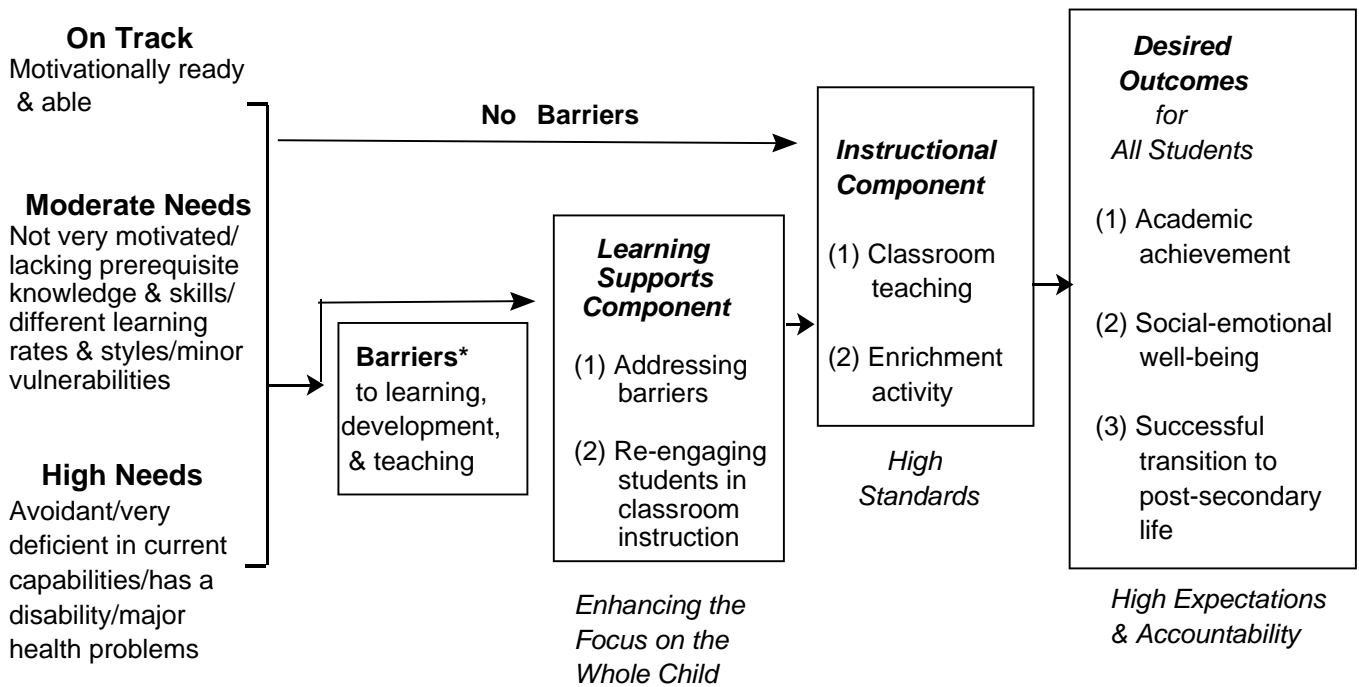 On Track
Motivationally ready
& able
No Barriers
Moderate Needs
Not very motivated/
lacking prerequisite
knowledge & skills/
different learning
rates & styles/minor
vulnerabilities
High Needs
Avoidant/very
deficient in current
capabilities/has a
disability/major
health problems
Barriers*
to learning,
development,
& teaching
Learning
Supports
Component
(1) Addressing
barriers
(2) Re-engaging
students in
classroom
instruction
Enhancing the
Focus on the
Whole Child
Instructional
Component
(1) Classroom
teaching
(2) Enrichment
activity
High
Standards
Desired
Outcomes
for
All Students
(1) Academic
achievement
(2) Social-emotional
well-being
(3) Successful
transition to
post-secondary
life
High Expectations
& Accountability